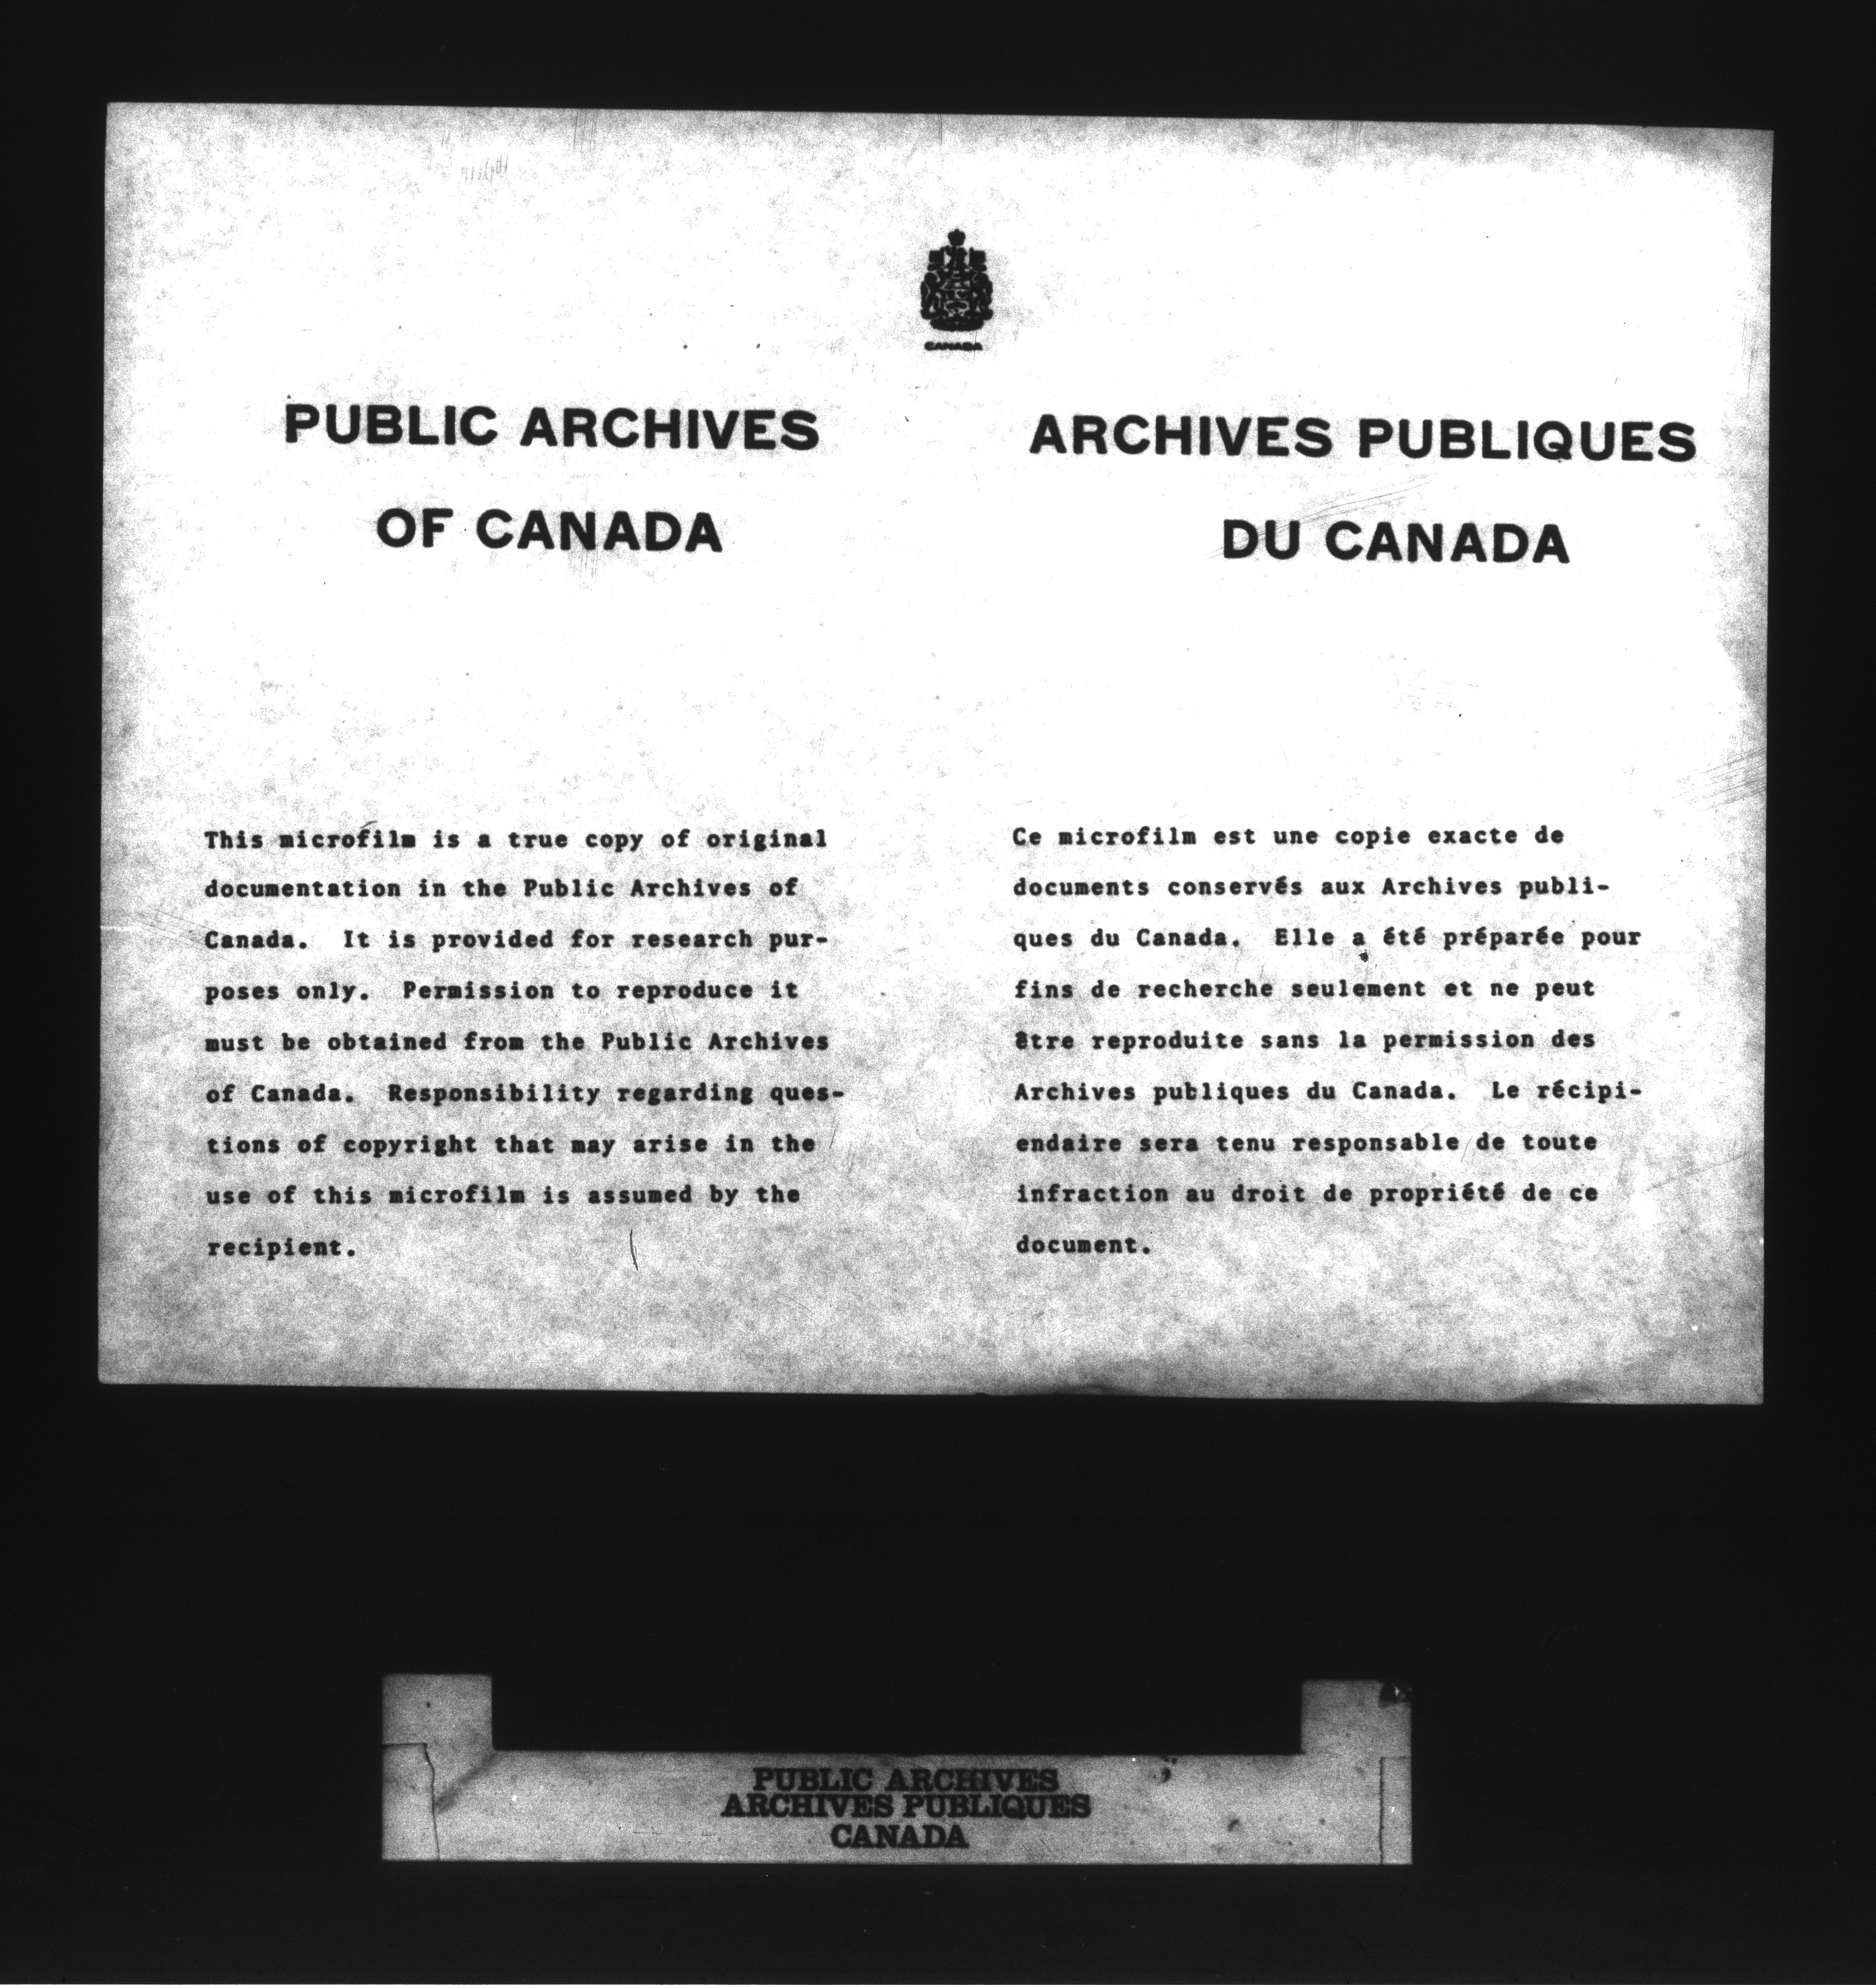 CANADA
PUBLIC ARCHIVES
OF CANADA
This microfilm is a true copy of original
documentation in the Public Archives of
Canada. It is provided for research pur-
poses only. Permission to reproduce it
must be obtained from the Public Archives
of Canada. Responsibility regarding ques-
tions of copyright that may arise in the
use of this microfilm is assumed by the
recipient.
ARCHIVES PUBLIQUES
DU CANADA
Ce microfilm est une copie exacte de
documents conservés aux Archives publi-
ques du Canada. Elle a été préparée pour
fins de recherche seulement et ne peut
être reproduite sans la permission des
Archives publiques du Canada. Le récipi-
endaire sera tenu responsable de toute
infraction au droit de propriété de ce
document.
PUBLIC ARCHIVES
ARCHIVES PUBLIQUES
CANADA